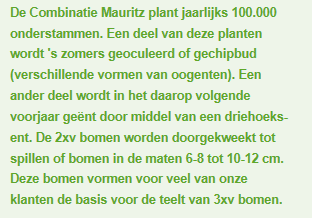 De Combinatie Mauritz plant jaarlijks 100.000
onderstammen. Een deel van deze planten
wordt 's zomers geoculeerd of gechipbud
(verschillende vormen van oogenten). Een
ander deel wordt in het daarop volgende
voorjaar geënt door middel van een driehoeks-
ent. De 2xv bomen worden doorgekweekt tot
spillen of bomen in de maten 6-8 tot 10-12 cm.
Deze bomen vormen voor veel van onze
klanten de basis voor de teelt van 3xv bomen.